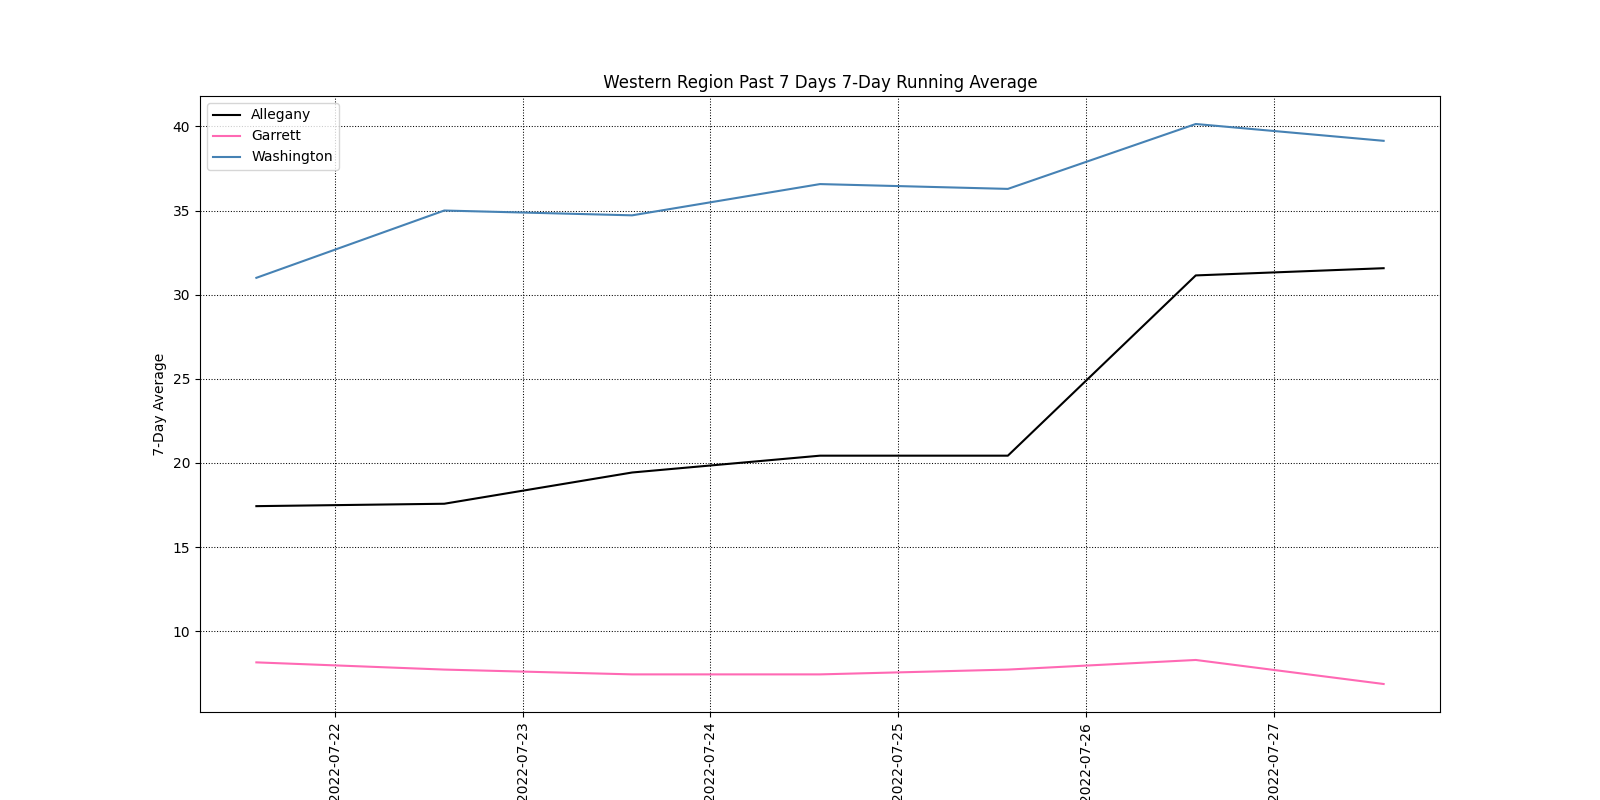 Western Region Past 7 Days 7-Day Running Average
Allegany
Garrett
Washington
7-Day Average
40
35
30
25
20
15
10
2022-07-22
2022-07-23
2022-07-24
2022-07-25
2022-07-26
2022-07-27